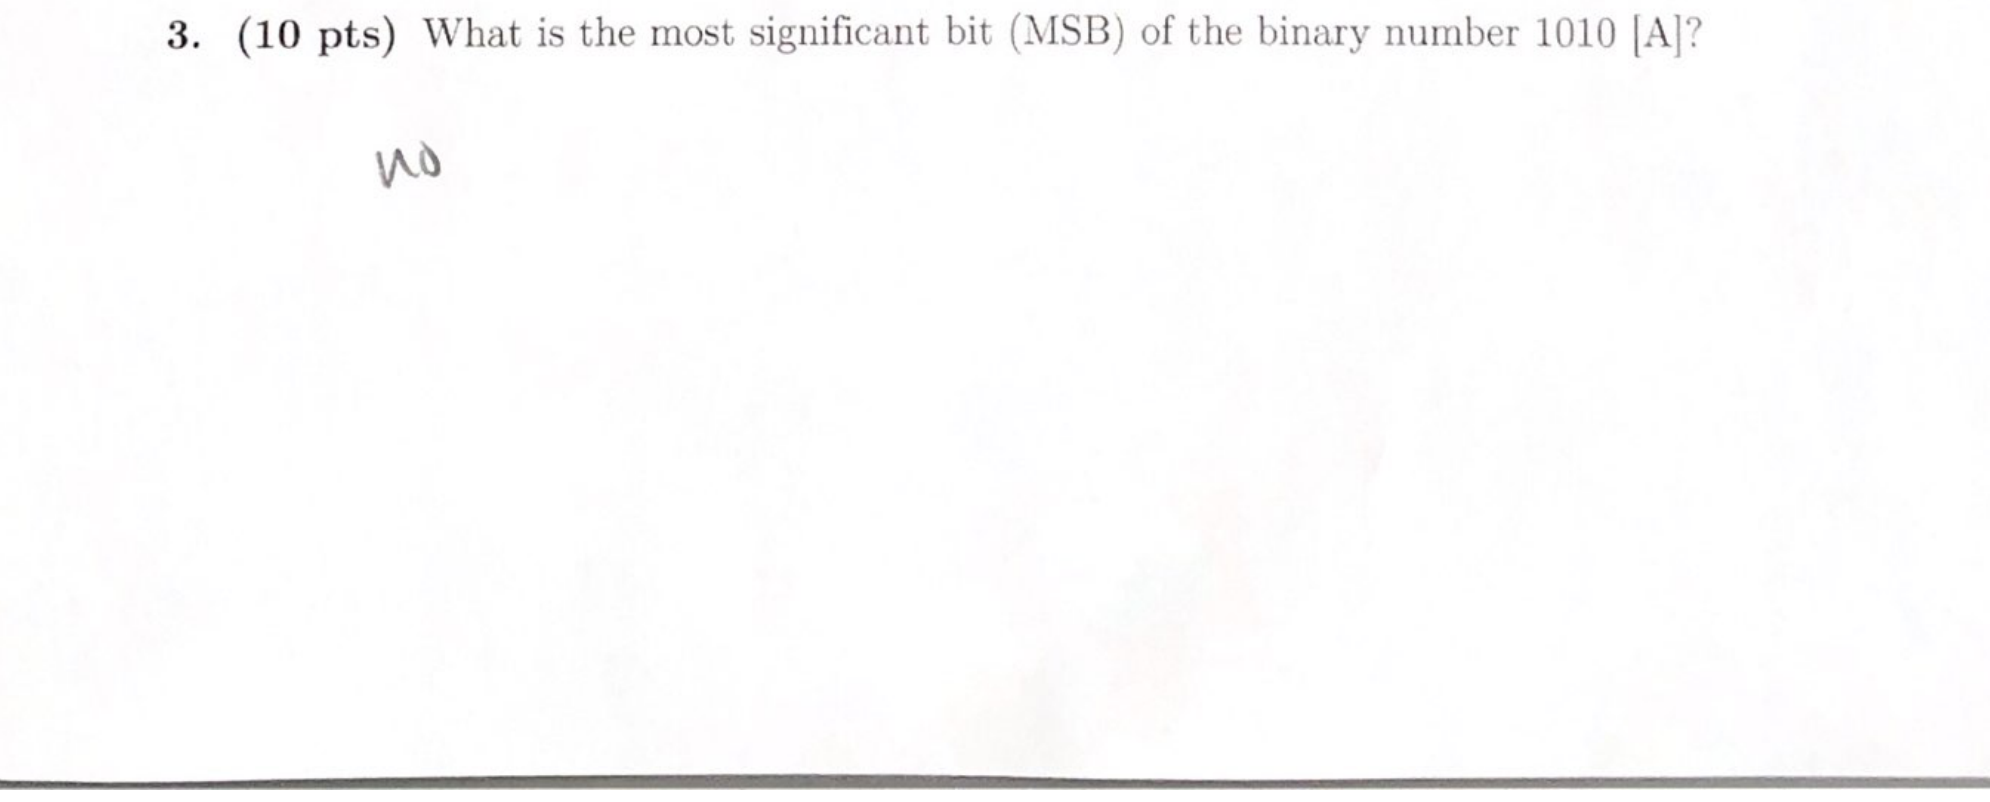 3. (10 pts) What is the most significant bit (MSB) of the binary number 1010 [A]?
no